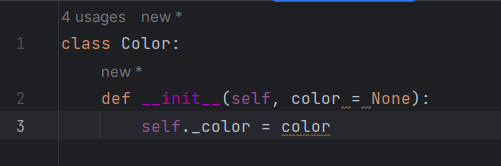 4 usages   new *
1   class Color:
new *
2       def __init__(self, color = None):
3           self._color = color